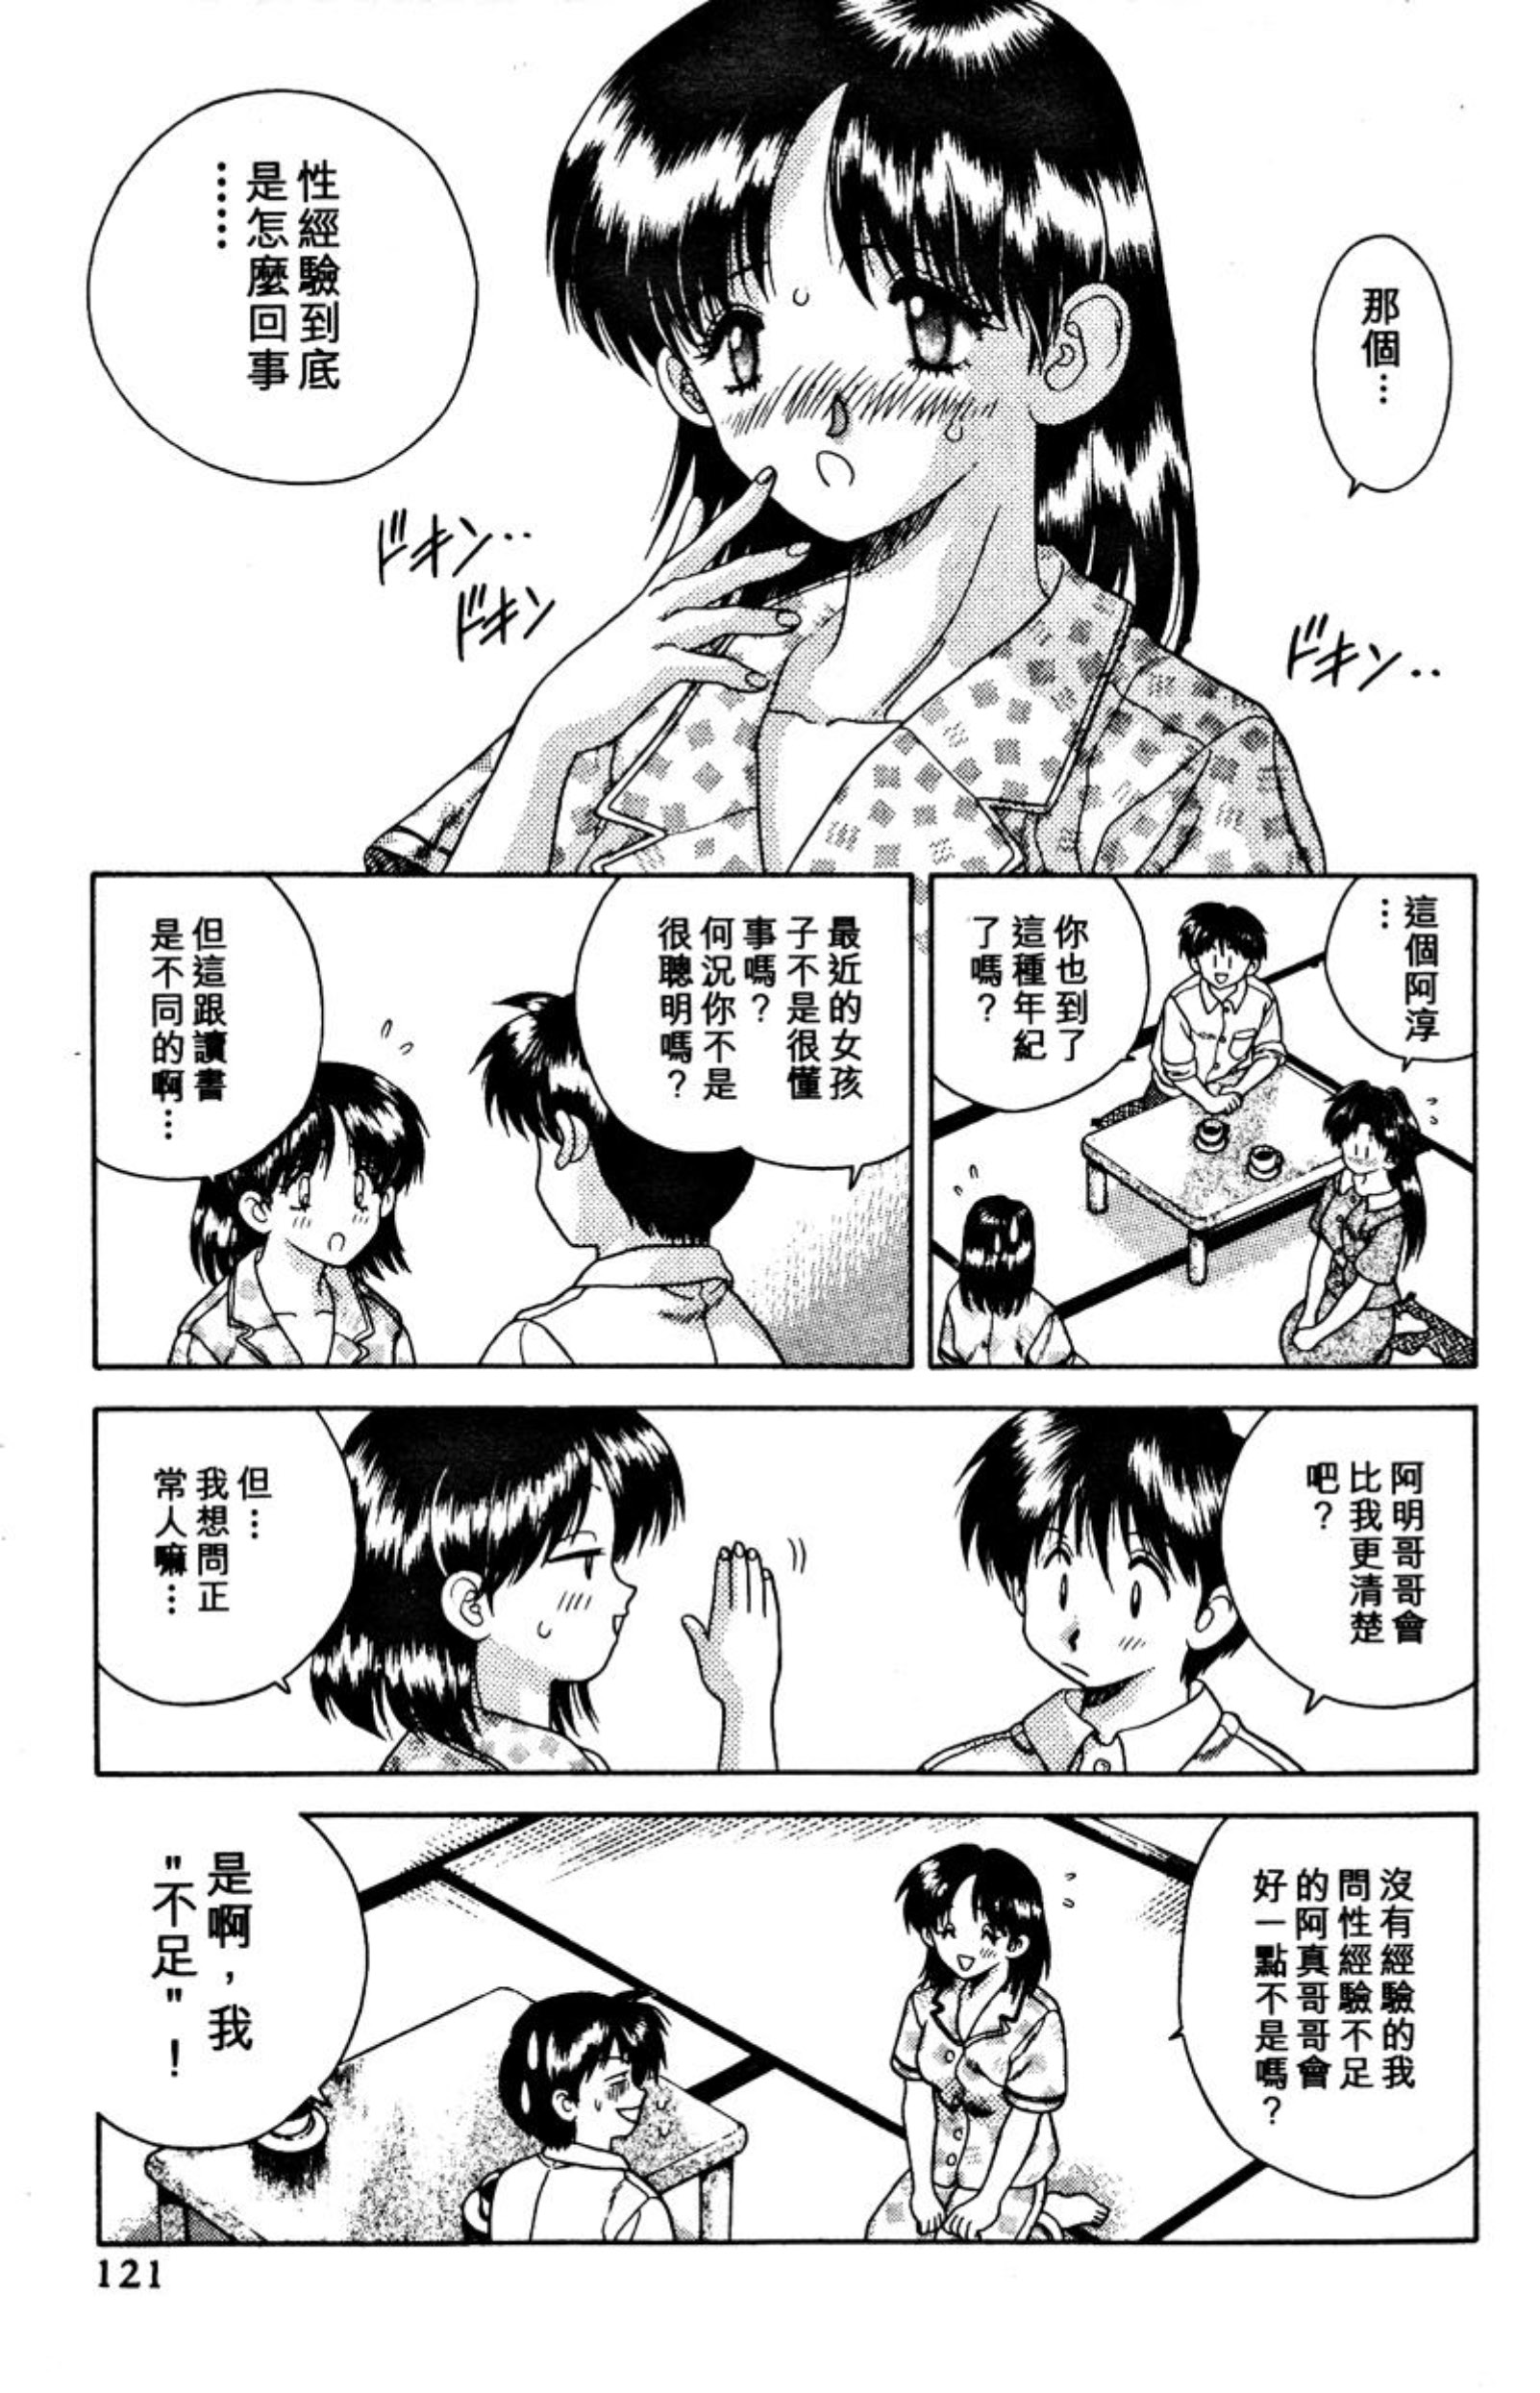 那個…
性經驗到底
是怎麼回事
……
ドキン‥
ドキン‥
ドキン
這個阿淳
…
你也到了
這種年紀
了嗎？
最近的女孩
子不是很懂
事嗎？
何況你不是
很聰明嗎？
但這跟讀書
是不同的啊…
阿明哥哥會
比我更清楚
吧？
但…
我想問正
常人嘛…
沒有經驗的我
問性經驗不足
的阿真哥哥會
好一點不是嗎？
是啊，我
"不足"！
121